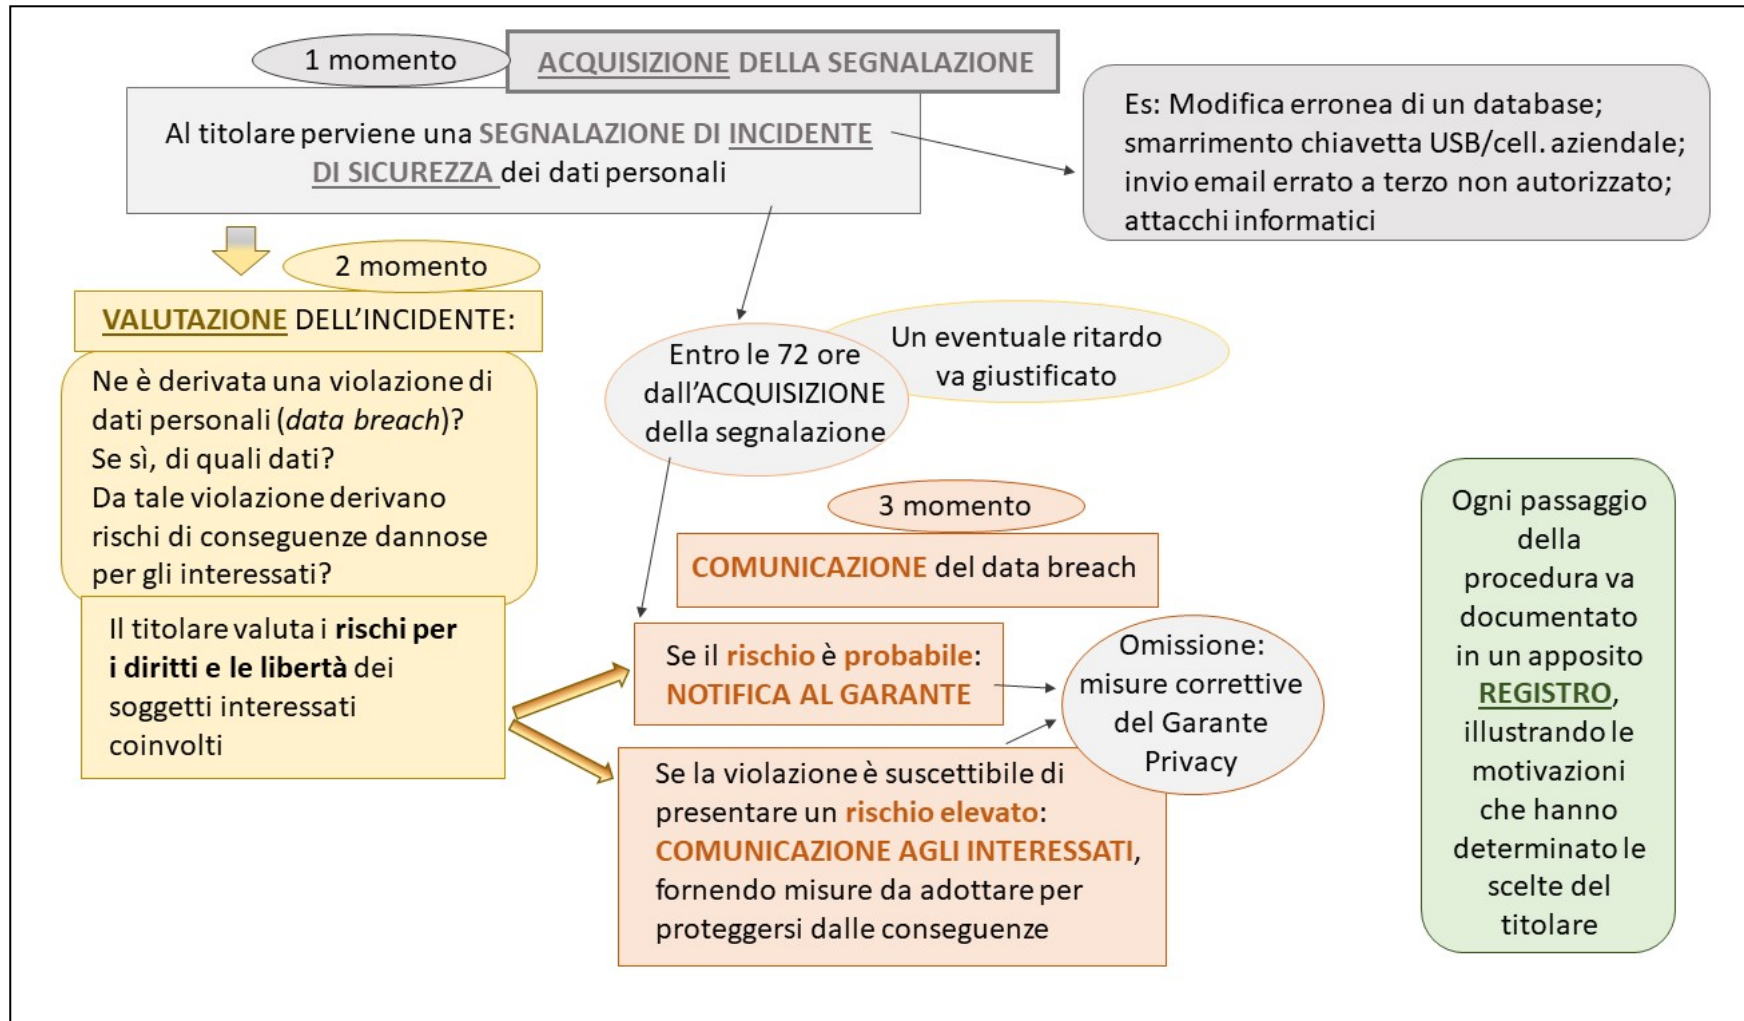 1 momento
ACQUISIZIONE DELLA SEGNALAZIONE
Al titolare perviene una SEGNALAZIONE DI INCIDENTE
DI SICUREZZA dei dati personali
Es: Modifica erronea di un database;
smarrimento chiavetta USB/cell. aziendale;
invio email errato a terzo non autorizzato;
attacchi informatici
2 momento
VALUTAZIONE DELL'INCIDENTE:
Ne è derivata una violazione di
dati personali (data breach)?
Se sì, di quali dati?
Da tale violazione derivano
rischi di conseguenze dannose
per gli interessati?
Il titolare valuta i rischi per
i diritti e le libertà dei
soggetti interessati
coinvolti
Entro le 72 ore
dall'ACQUISIZIONE
della segnalazione
Un eventuale ritardo
va giustificato
3 momento
COMUNICAZIONE del data breach
Se il rischio è probabile:
NOTIFICA AL GARANTE
Omissione:
misure correttive
del Garante
Privacy
Se la violazione è suscettibile di
presentare un rischio elevato:
COMUNICAZIONE AGLI INTERESSATI,
fornendo misure da adottare per
proteggersi dalle conseguenze
Ogni passaggio
della
procedura va
documentato
in un apposito
REGISTRO,
illustrando le
motivazioni
che hanno
determinato le
scelte del
titolare